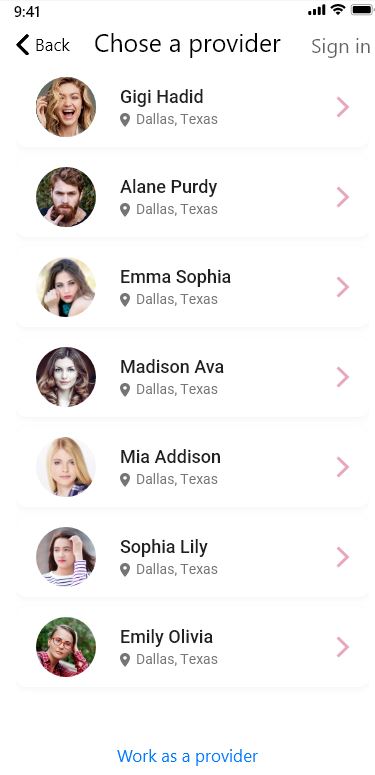 9:41
Back Chose a provider Sign in
Gigi Hadid
Dallas, Texas
Alane Purdy
Dallas, Texas
Emma Sophia
Dallas, Texas
Madison Ava
Dallas, Texas
Mia Addison
Dallas, Texas
Sophia Lily
Dallas, Texas
Emily Olivia
Dallas, Texas
Work as a provider